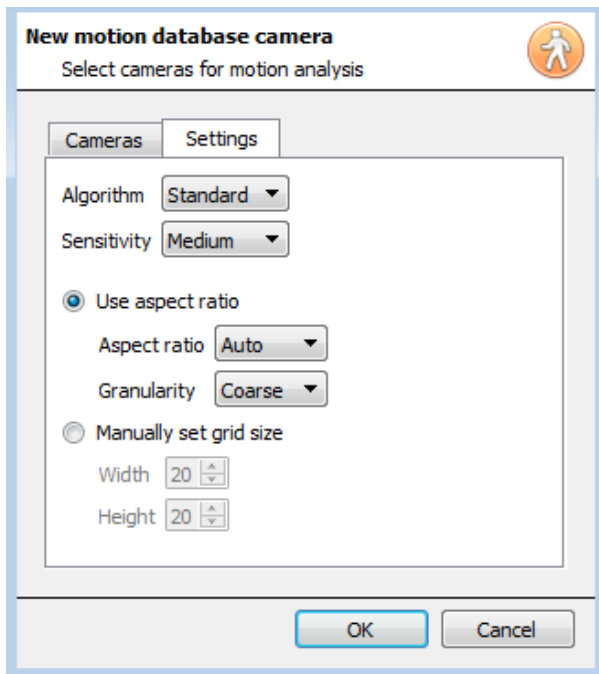 New motion database camera
Select cameras for motion analysis
Cameras Settings
Algorithm Standard
Sensitivity Medium
Use aspect ratio
Aspect ratio Auto
Granularity Coarse
Manually set grid size
Width 20
Height 20
OK Cancel